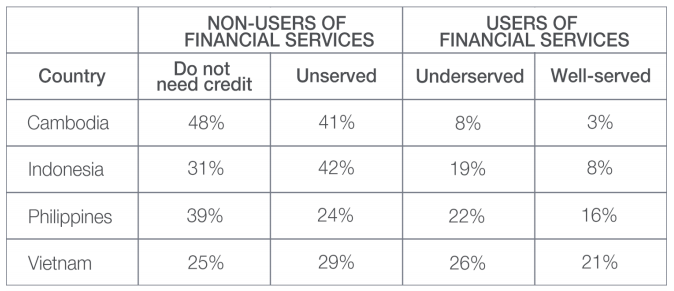 NON-USERS OF
FINANCIAL SERVICES
USERS OF
FINANCIAL SERVICES
Country
Do not
need credit
Unserved
Underserved
Well-served
Cambodia 48% 41% 8% 3%
Indonesia 31% 42% 19% 8%
Philippines 39% 24% 22% 16%
Vietnam 25% 29% 26% 21%